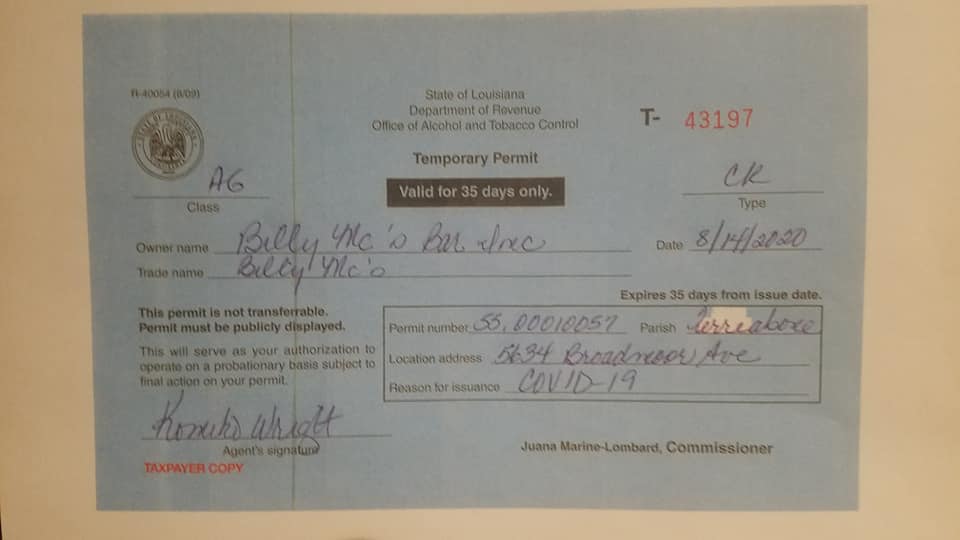 R-40084 (8/09)
State of Louisiana
Department of Revenue
Office of Alcohol and Tobacco Control
T- 43197
Temporary Permit
Valid for 35 days only.
AG
Class
CR
Type
Owner name Billy Mc's Bar Inc
Date 8/14/2020
Trade name Billy Mc's
Expires 35 days from issue date.
This permit is not transferrable.
Permit must be publicly displayed.
This will serve as your authorization to
operate on a probationary basis subject to
final action on your permit.
Permit number 55.00010057 Parish
Location address 5634 Broadmoor Ave
Reason for issuance COVID-19
Wright
Agent's signature
TAXPAYER COPY
Juana Marine-Lombard, Commissioner